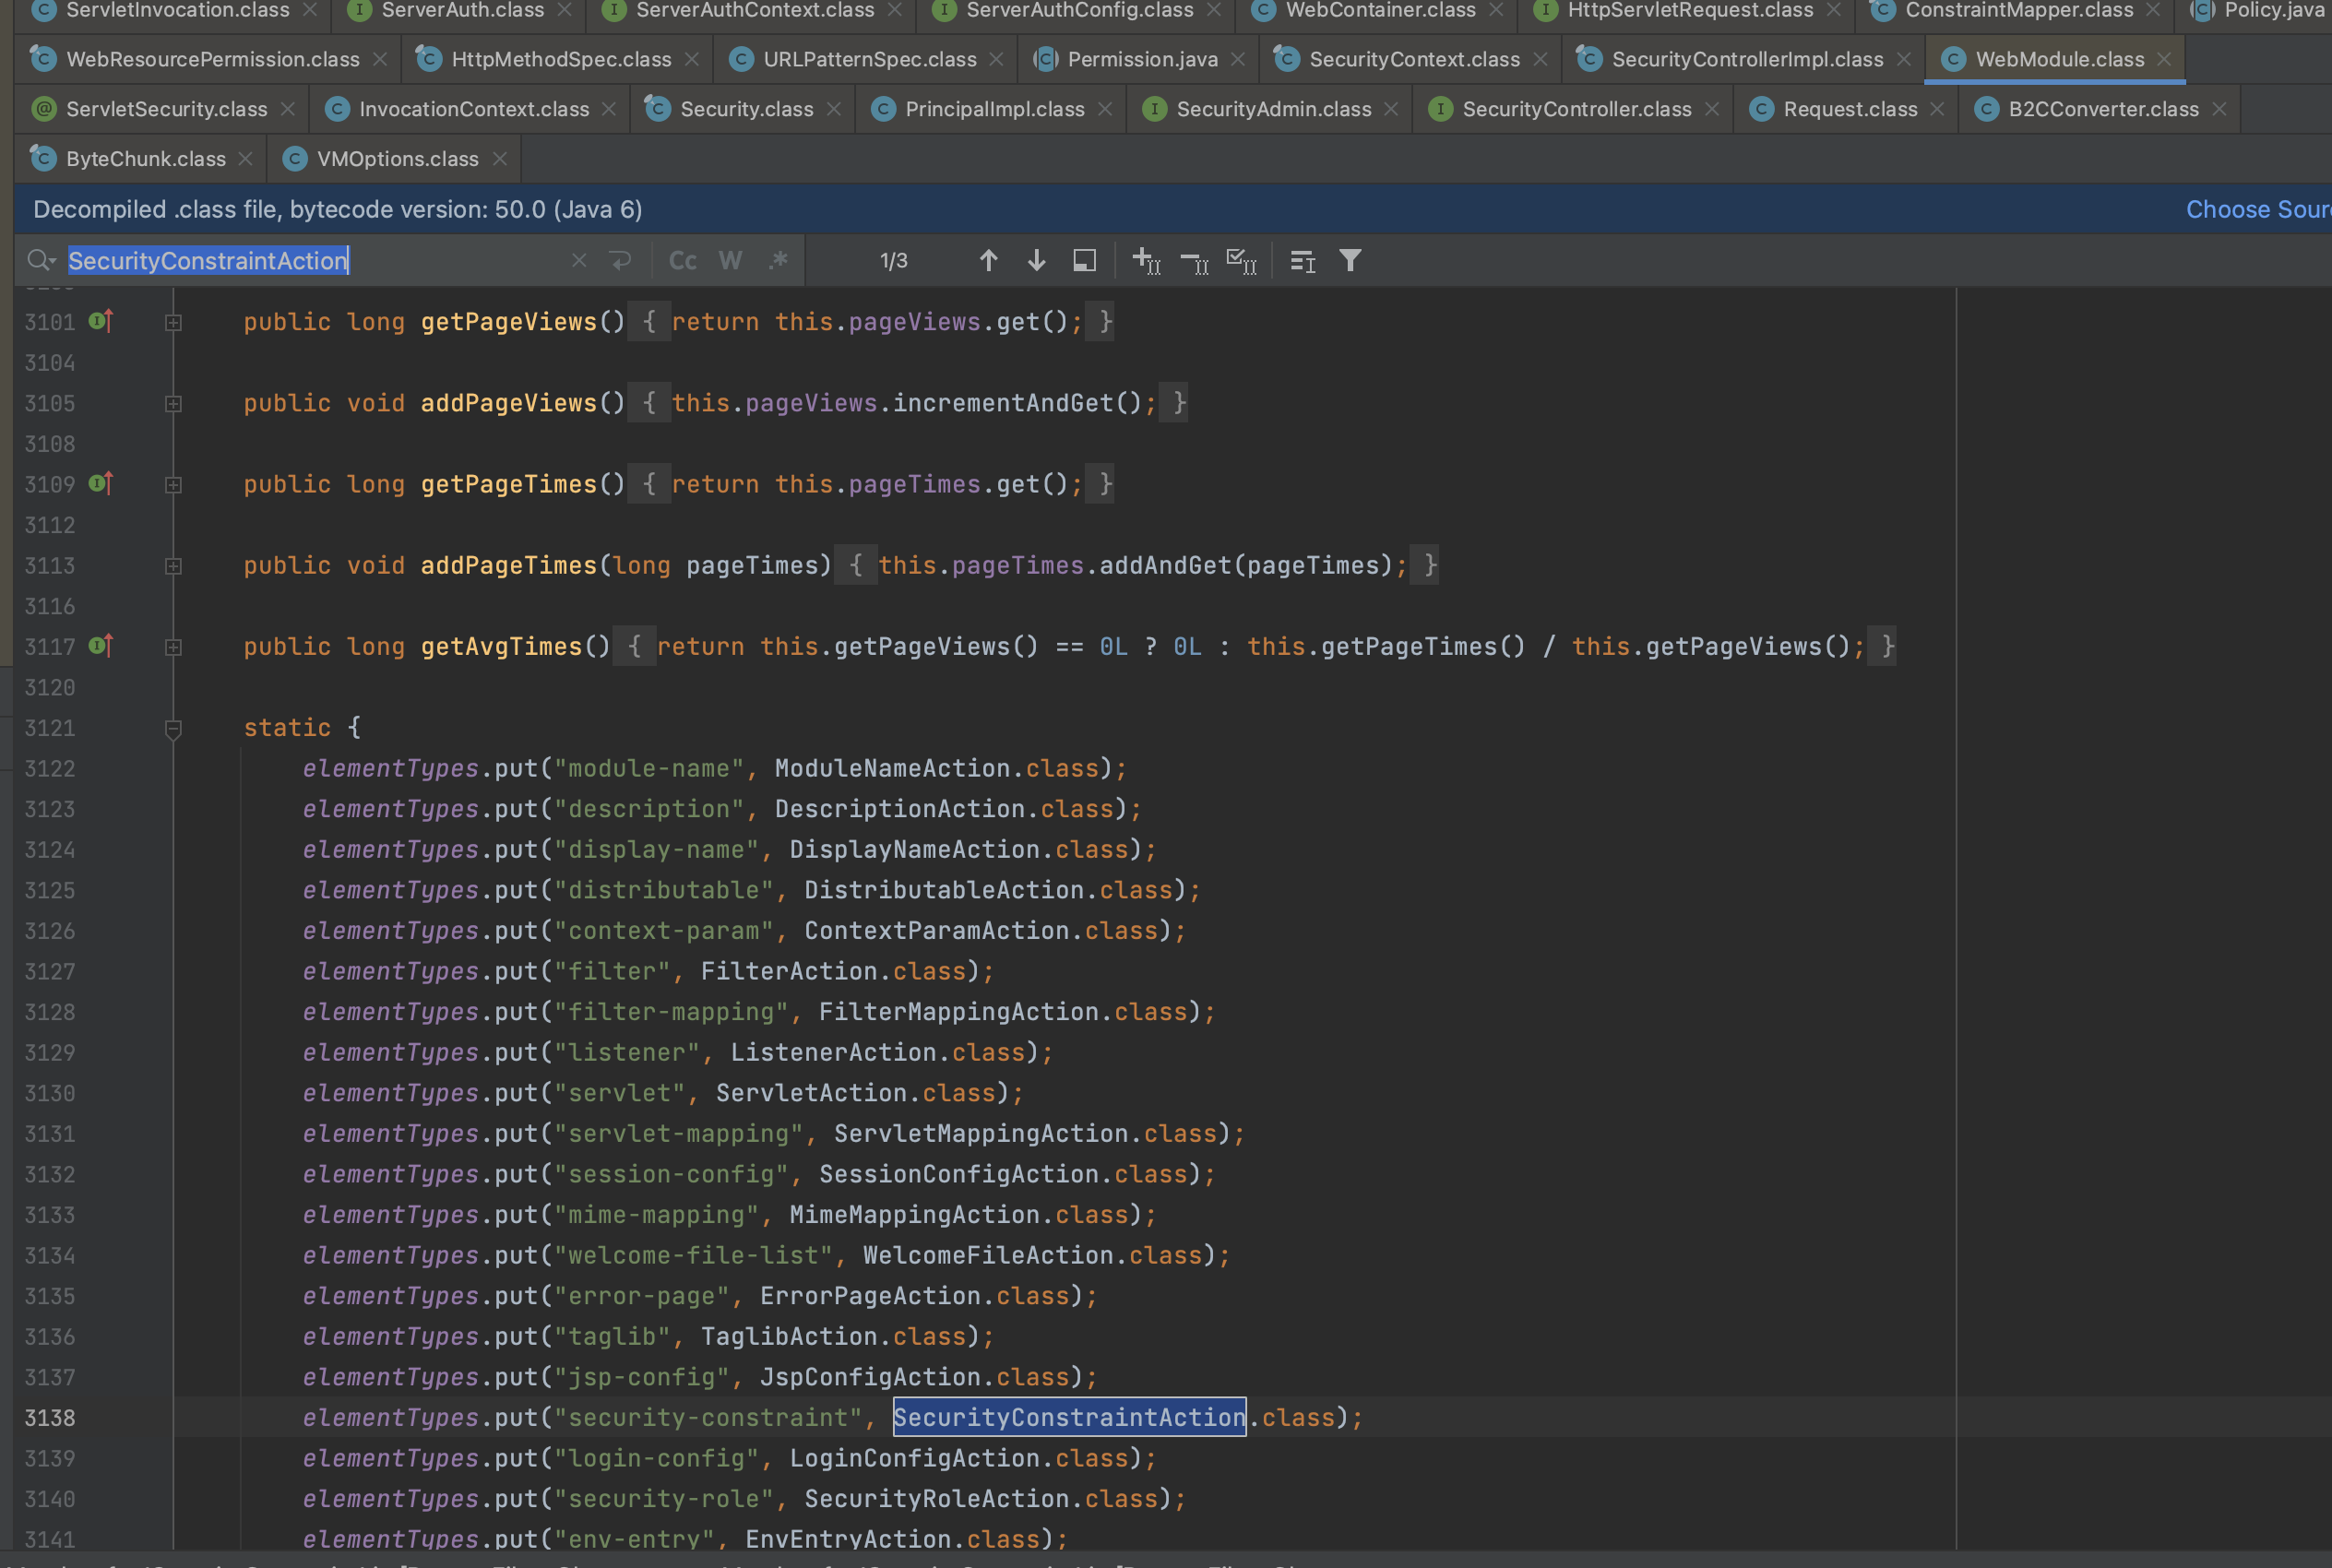 ServletInvocation.class ServerAuth.class ServerAuthContext.class ServerAuthConfig.class WebContainer.class HttpServletRequest.class ConstraintMapper.class Policy.java
WebResourcePermission.class HttpMethodSpec.class URLPatternSpec.class Permission.java SecurityContext.class SecurityControllerImpl.class WebModule.class
ServletSecurity.class InvocationContext.class Security.class PrincipalImpl.class SecurityAdmin.class SecurityController.class Request.class B2CConverter.class
ByteChunk.class VMOptions.class
Decompiled .class file, bytecode version: 50.0 (Java 6) Choose Sour
SecurityConstraintAction Cc W .* 1/3
3101 public long getPageViews() { return this.pageViews.get(); }
3104
3105 public void addPageViews() { this.pageViews.incrementAndGet(); }
3108
3109 public long getPageTimes() { return this.pageTimes.get(); }
3112
3113 public void addPageTimes(long pageTimes) { this.pageTimes.addAndGet(pageTimes); }
3116
3117 public long getAvgTimes() { return this.getPageViews() == 0L ? 0L : this.getPageTimes() / this.getPageViews(); }
3120
3121 static {
3122 elementTypes.put("module-name", ModuleNameAction.class);
3123 elementTypes.put("description", DescriptionAction.class);
3124 elementTypes.put("display-name", DisplayNameAction.class);
3125 elementTypes.put("distributable", DistributableAction.class);
3126 elementTypes.put("context-param", ContextParamAction.class);
3127 elementTypes.put("filter", FilterAction.class);
3128 elementTypes.put("filter-mapping", FilterMappingAction.class);
3129 elementTypes.put("listener", ListenerAction.class);
3130 elementTypes.put("servlet", ServletAction.class);
3131 elementTypes.put("servlet-mapping", ServletMappingAction.class);
3132 elementTypes.put("session-config", SessionConfigAction.class);
3133 elementTypes.put("mime-mapping", MimeMappingAction.class);
3134 elementTypes.put("welcome-file-list", WelcomeFileAction.class);
3135 elementTypes.put("error-page", ErrorPageAction.class);
3136 elementTypes.put("taglib", TaglibAction.class);
3137 elementTypes.put("jsp-config", JspConfigAction.class);
3138 elementTypes.put("security-constraint", SecurityConstraintAction.class);
3139 elementTypes.put("login-config", LoginConfigAction.class);
3140 elementTypes.put("security-role", SecurityRoleAction.class);
3141 elementTypes.put("env-entry", EnvEntryAction.class);